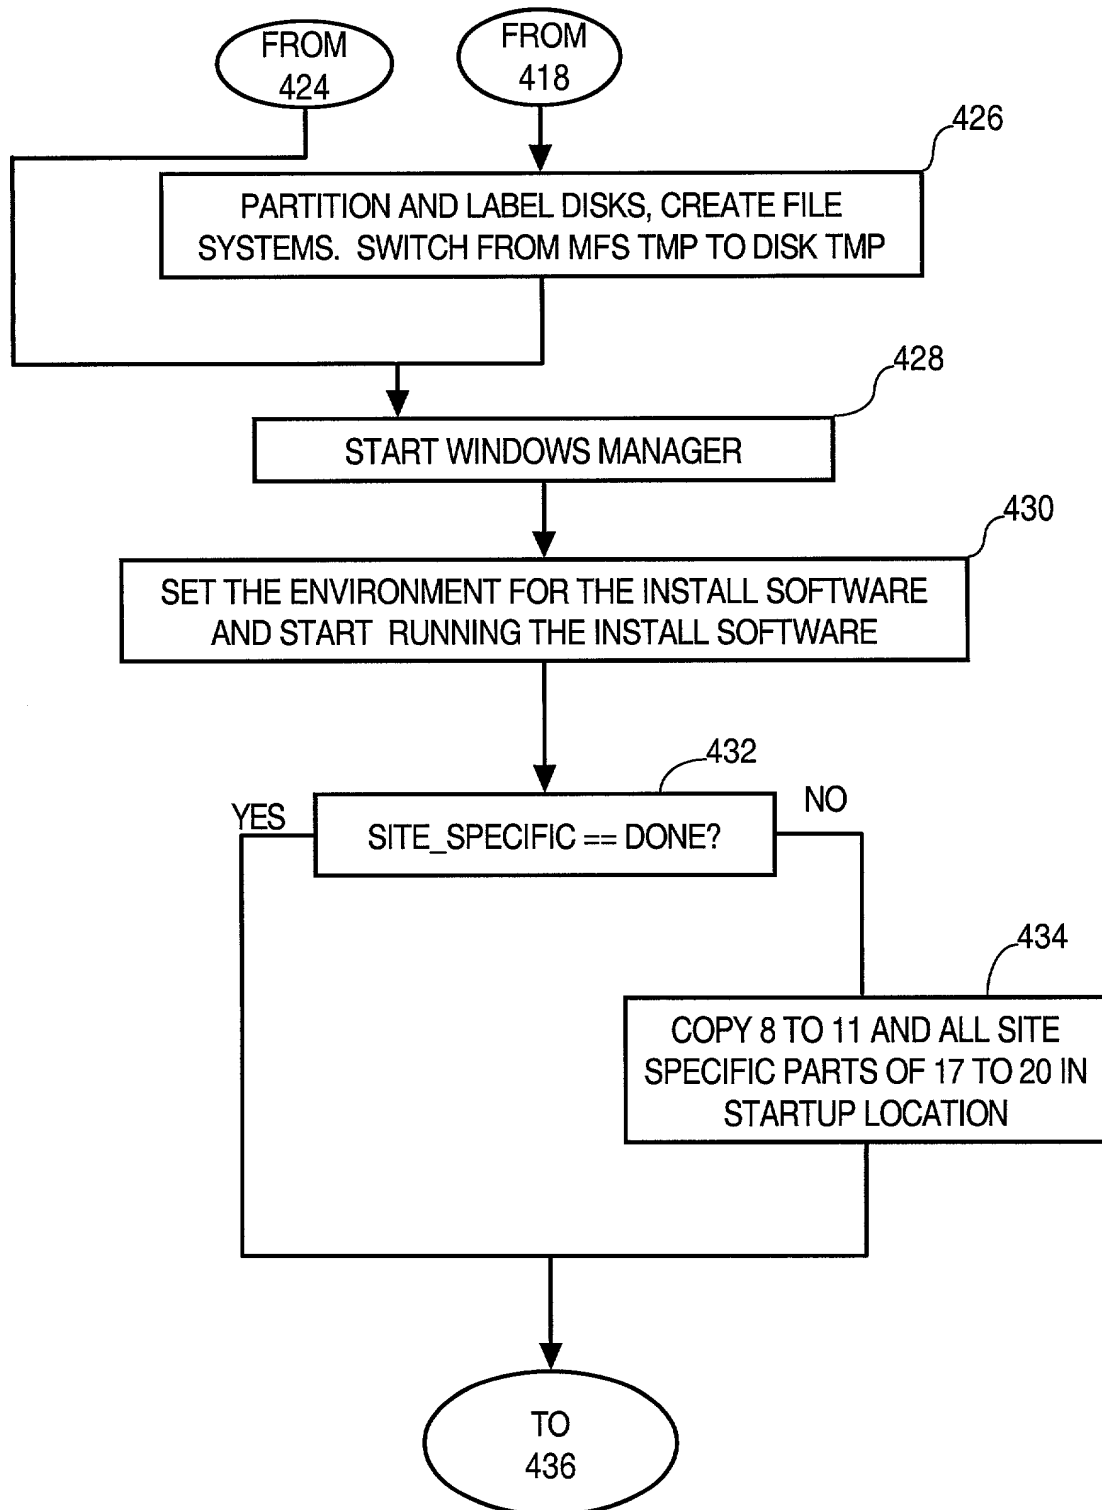 FROM
424
FROM
418
426
PARTITION AND LABEL DISKS, CREATE FILE
SYSTEMS. SWITCH FROM MFS TMP TO DISK TMP
428
START WINDOWS MANAGER
430
SET THE ENVIRONMENT FOR THE INSTALL SOFTWARE
AND START RUNNING THE INSTALL SOFTWARE
432
YES
NO
SITE_SPECIFIC == DONE?
434
COPY 8 TO 11 AND ALL SITE
SPECIFIC PARTS OF 17 TO 20 IN
STARTUP LOCATION
TO
436